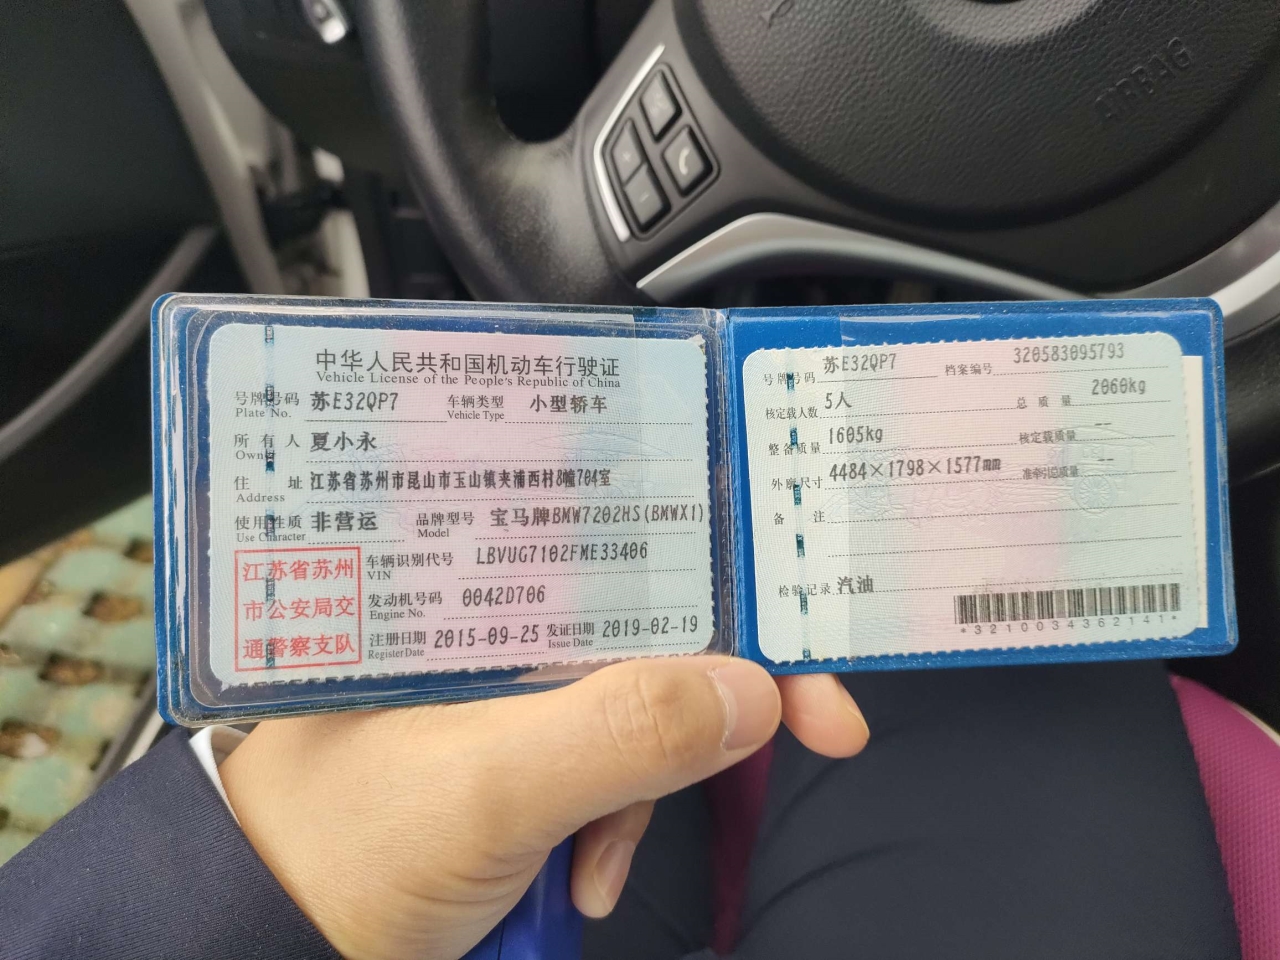 中华人民共和国机动车行驶证
Vehicle License of the People's Republic of China
号牌号码 苏E32QP7 车辆类型 小型轿车
Plate No. Vehicle Type
所有人 夏小永
Owner
住址 江苏省苏州市昆山市玉山镇夹浦西村8幢704室
Address
使用性质 非营运 品牌型号 宝马牌BMW7202HS(BMWX1)
Use Character Model
江苏省苏州
市公安局交
通警察支队
车辆识别代号 LBVUG7102FME33406
VIN
发动机号码 0042D706
Engine No.
注册日期 2015-09-25 发证日期 2019-02-19
Register Date Issue Date
号牌号码 苏E32QP7 档案编号 320583095793
核定载人数 5人 总质量 2060kg
整备质量 1605kg 核定载质量 --
外廓尺寸 4484×1798×1577mm 准牵引总质量 --
备注
检验记录 汽油
*3210034362141*
AIRBAG